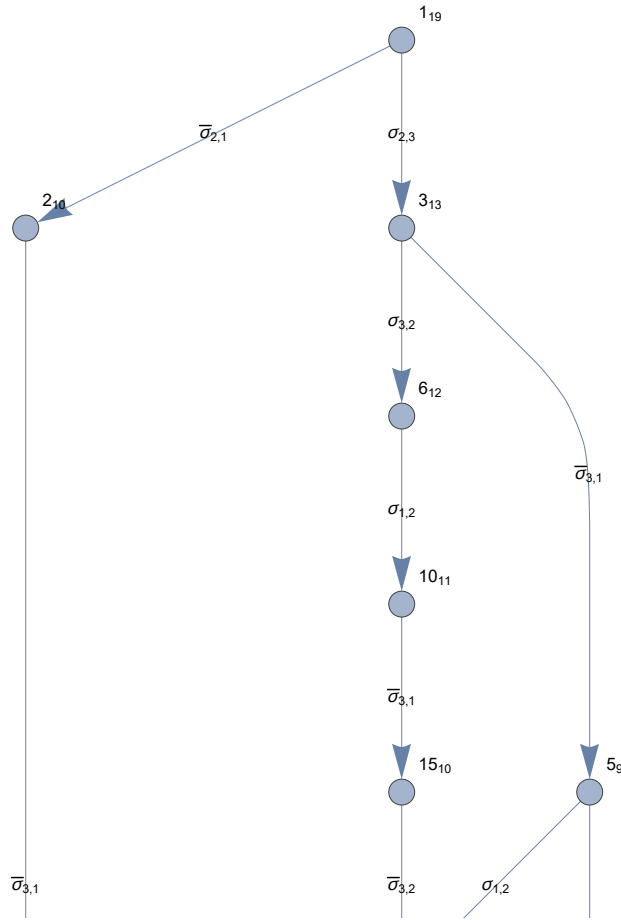 1₁₉
σ̅₂,₁
σ₂,₃
2₁₀
3₁₃
σ₃,₂
6₁₂
σ̅₃,₁
σ₁,₂
10₁₁
σ̅₃,₁
15₁₀
5₉
σ̅₃,₁
σ̅₃,₂
σ₁,₂